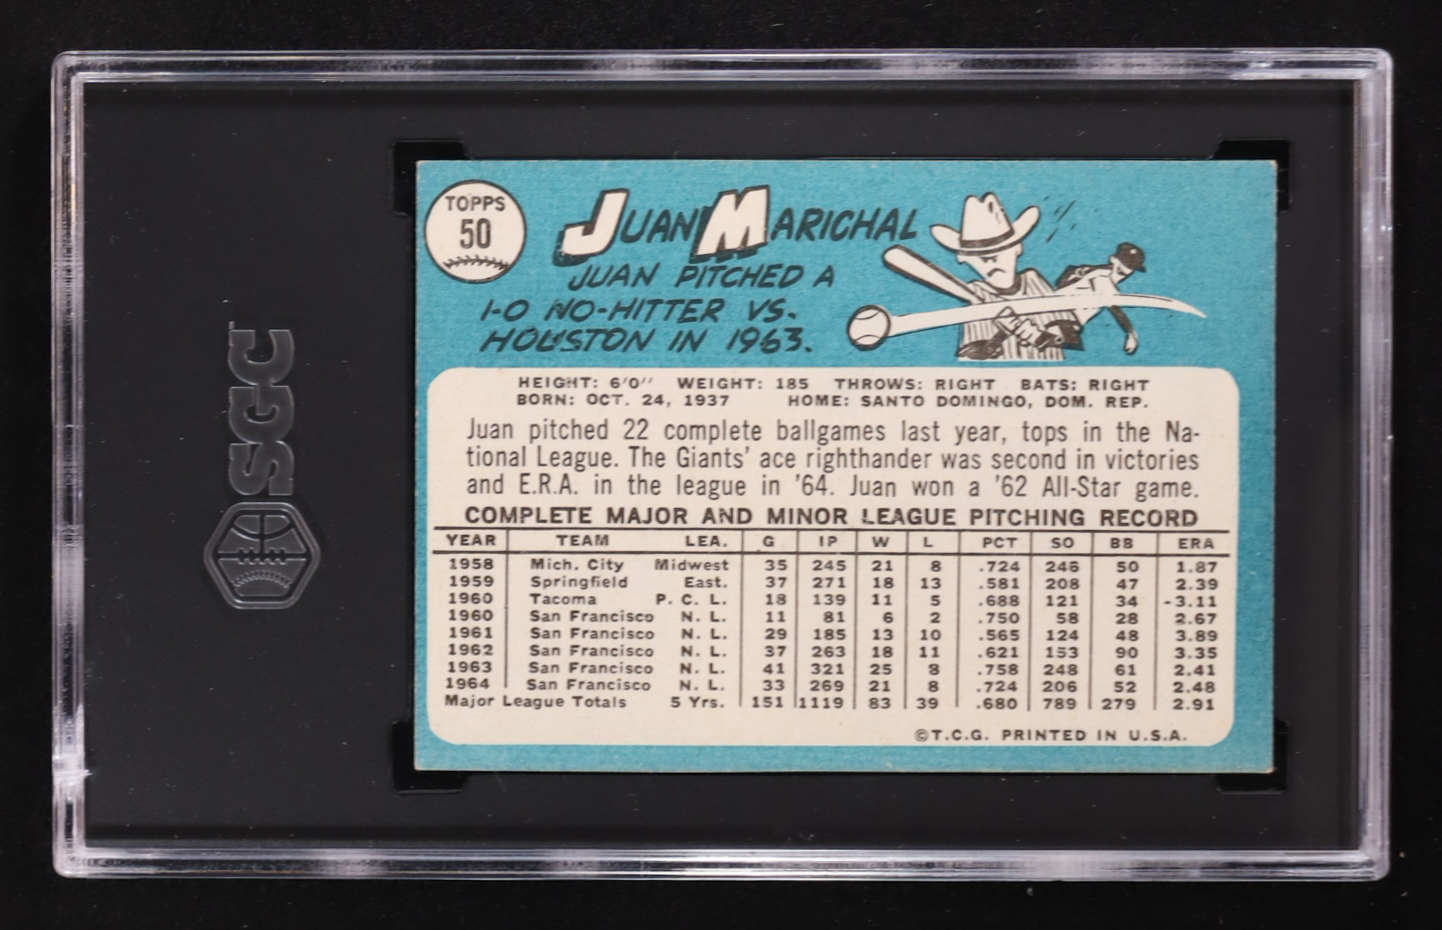 SGC
TOPPS
50
JUAN MARICHAL
JUAN PITCHED A
1-0 NO-HITTER VS.
HOUSTON IN 1963.
HEIGHT: 6'0" WEIGHT: 185 THROWS: RIGHT BATS: RIGHT
BORN: OCT. 24, 1937 HOME: SANTO DOMINGO, DOM. REP.
Juan pitched 22 complete ballgames last year, tops in the Na-
tional League. The Giants' ace righthander was second in victories
and E.R.A. in the league in '64. Juan won a '62 All-Star game.
COMPLETE MAJOR AND MINOR LEAGUE PITCHING RECORD
YEAR TEAM LEA. G IP W L PCT SO BB ERA
1958 Mich. City Midwest 35 245 21 8 .724 246 50 1.87
1959 Springfield East. 37 271 18 13 .581 208 47 2.39
1960 Tacoma P. C. L. 18 139 11 5 .688 121 34 -3.11
1960 San Francisco N. L. 11 81 6 2 .750 58 28 2.67
1961 San Francisco N. L. 29 185 13 10 .565 124 48 3.89
1962 San Francisco N. L. 37 263 18 11 .621 153 90 3.35
1963 San Francisco N. L. 41 321 25 8 .758 248 61 2.41
1964 San Francisco N. L. 33 269 21 8 .724 206 52 2.48
Major League Totals 5 Yrs. 151 1119 83 39 .680 789 279 2.91
©T.C.G. PRINTED IN U.S.A.